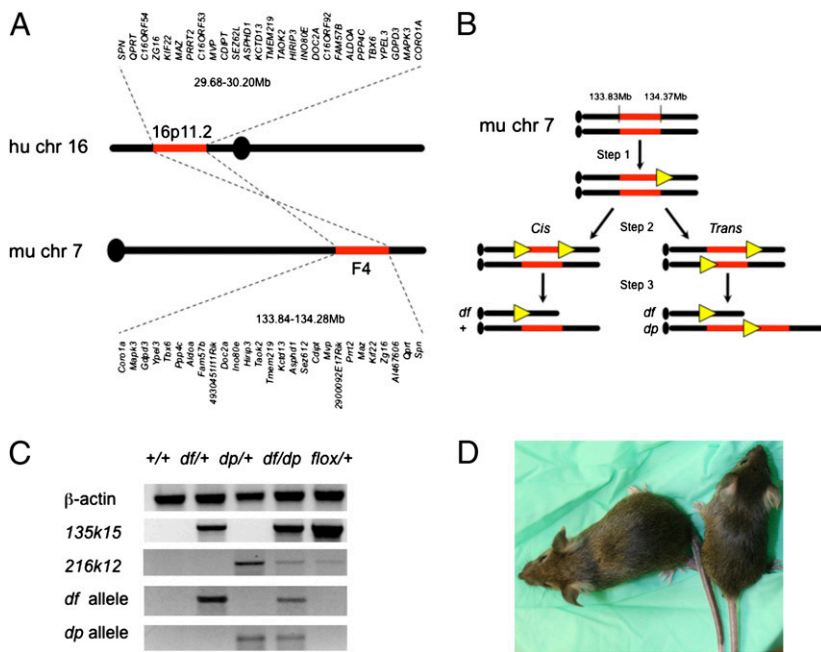 A
SPN
QPRT
C16ORF54
ZG16
KIF22
MAZ
PRRT2
C16ORF53
MVP
CDIPT
SEZ62L
ASPHD1
KCTD13
TMEM219
TAOK2
HIRIP3
INO80E
DOC2A
C16ORF92
FAM57B
ALDOA
PPP4C
TBX6
YPEL3
GDPD3
MAPK3
CORO1A
29.68-30.20Mb
16p11.2
hu chr 16
mu chr 7
F4
133.84-134.28Mb
Coro1a
Mapk3
Gdpd3
Ypel3
Tbx6
Ppp4c
Aldoa
Fam57b
4930451I11Rik
Doc2a
Ino80e
Hirip3
Taok2
Tmem219
Kctd13
Asphd1
Sez612
Cdipt
Mvp
2900092E17Rik
Prrt2
Maz
Kif22
Zg16
AI467606
Qprt
Spn
B
133.83Mb 134.37Mb
mu chr 7
Step 1
Cis Step 2 Trans
Step 3
df df
+ dp
C
+/+ df/+ dp/+ df/dp flox/+
β-actin
135k15
216k12
df allele
dp allele
D